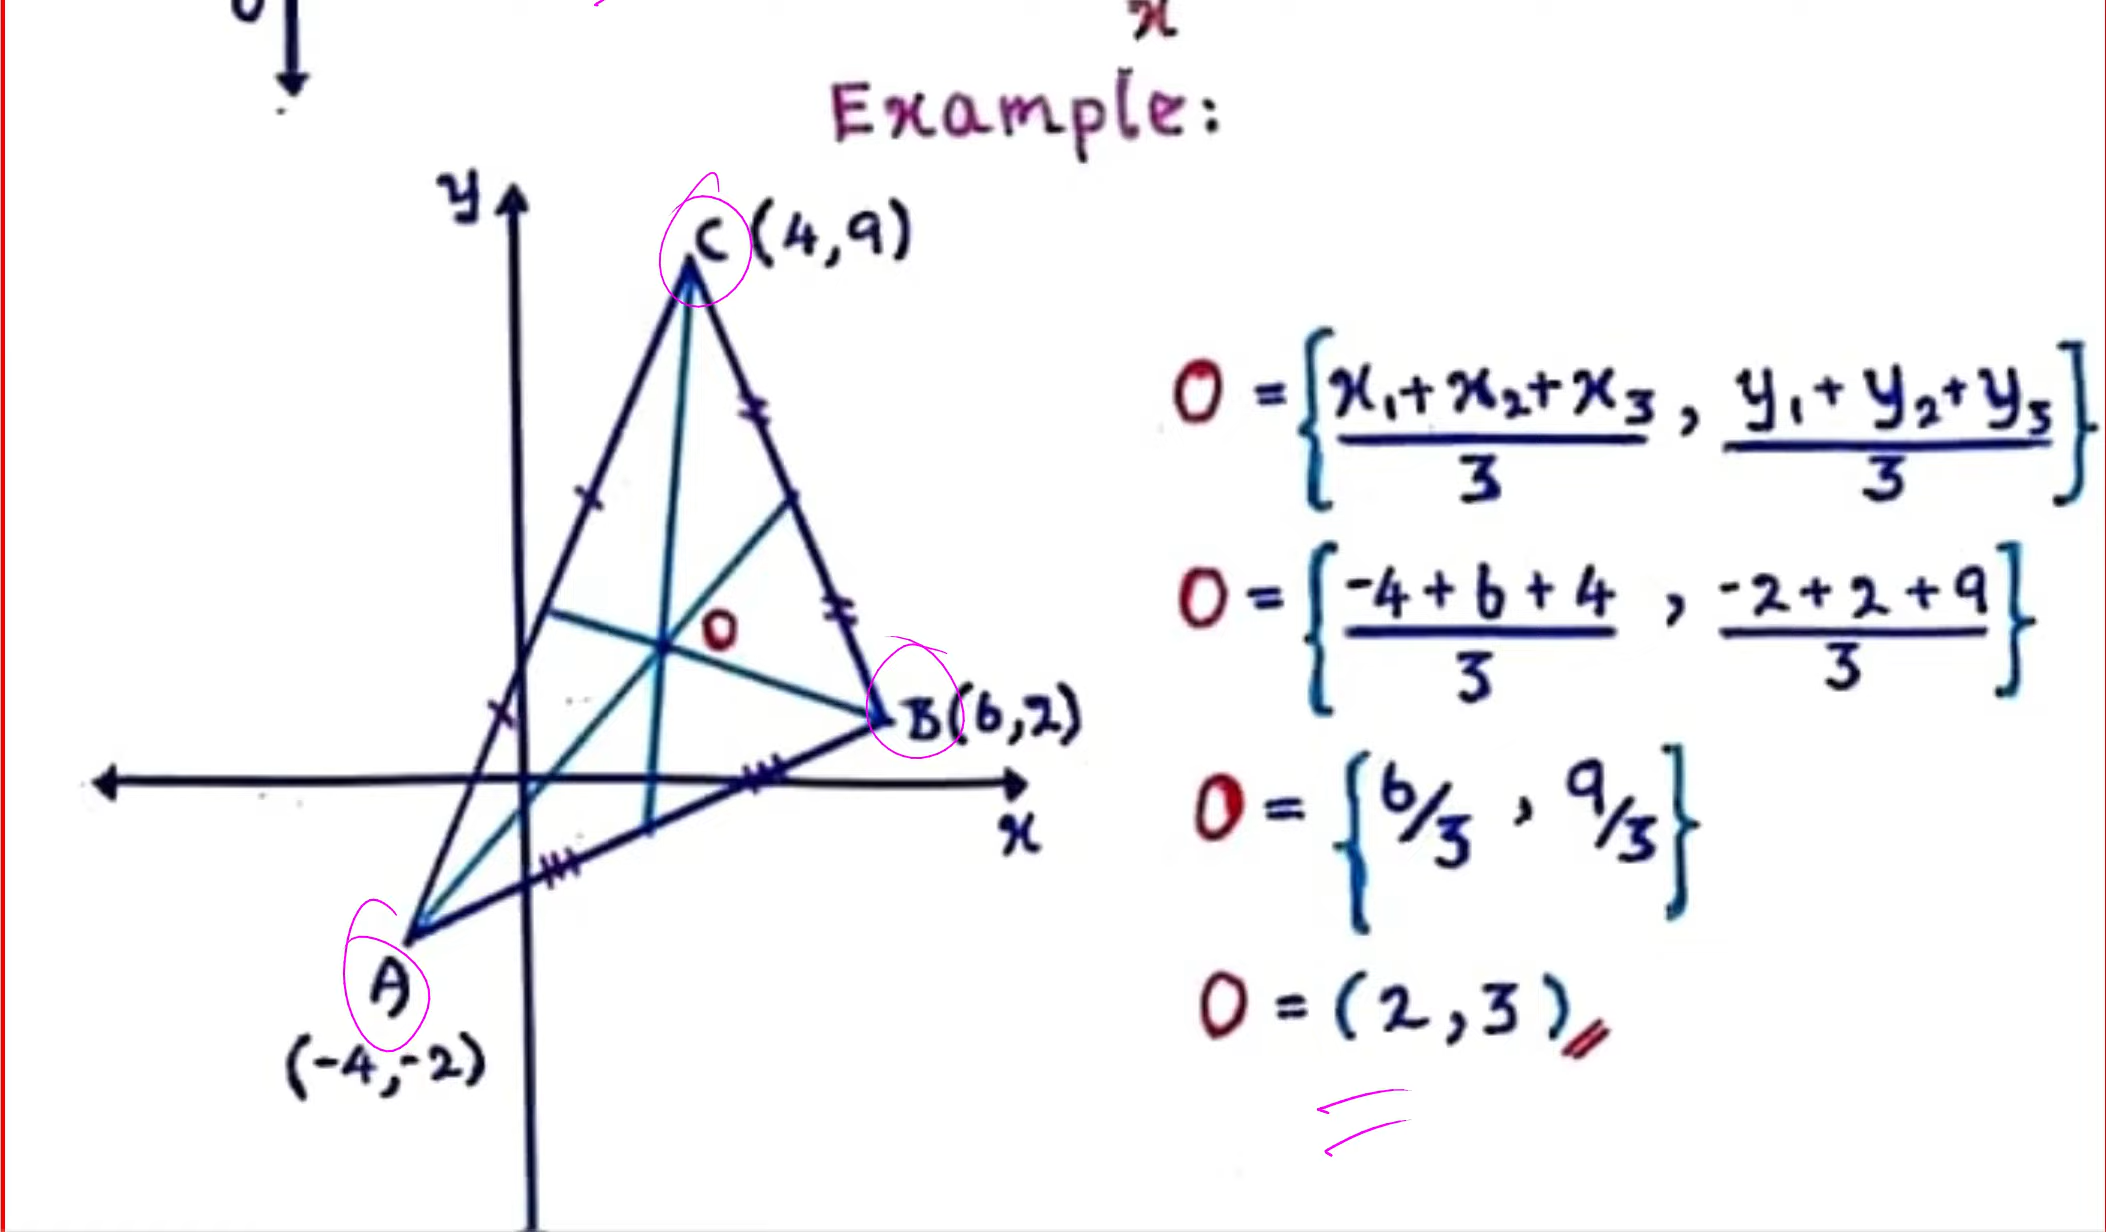 x
Example:
y
C (4,9)
O = {x₁+x₂+x₃/3 , y₁+y₂+y₃/3}
O = {-4+6+4/3 , -2+2+9/3}
O
B(6,2)
O = {6/3 , 9/3}
x
A
(-4,-2)
O = (2,3)